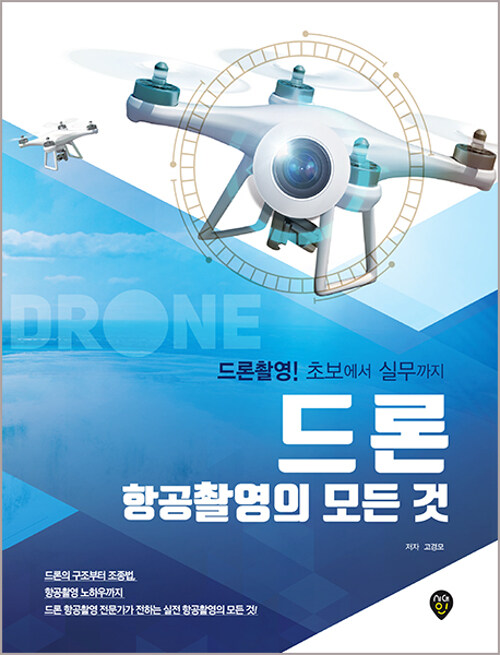 DRONE
드론촬영! 초보에서 실무까지
드론
항공촬영의 모든 것
저자 고경모
드론의 구조부터 조종법,
항공촬영 노하우까지
드론 항공촬영 전문가가 전하는 실전 항공촬영의 모든 것!
시대인